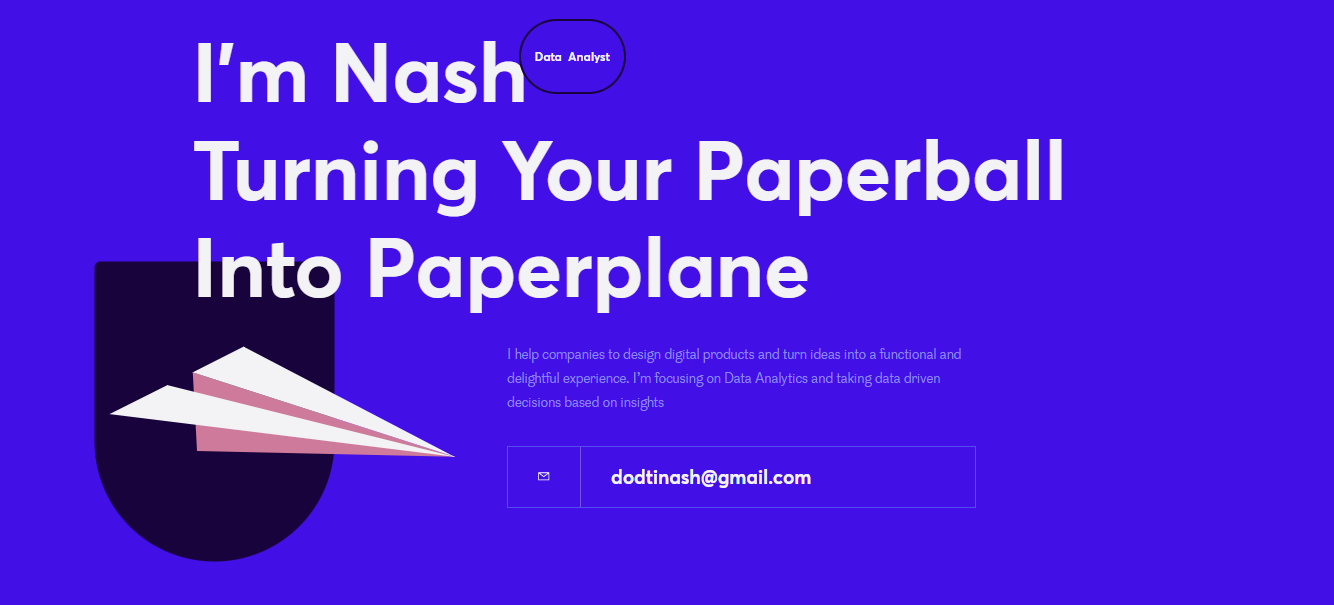 I'm Nash
Data Analyst
Turning Your Paperball
Into Paperplane
I help companies to design digital products and turn ideas into a functional and
delightful experience. I'm focusing on Data Analytics and taking data driven
decisions based on insights
dodtinash@gmail.com